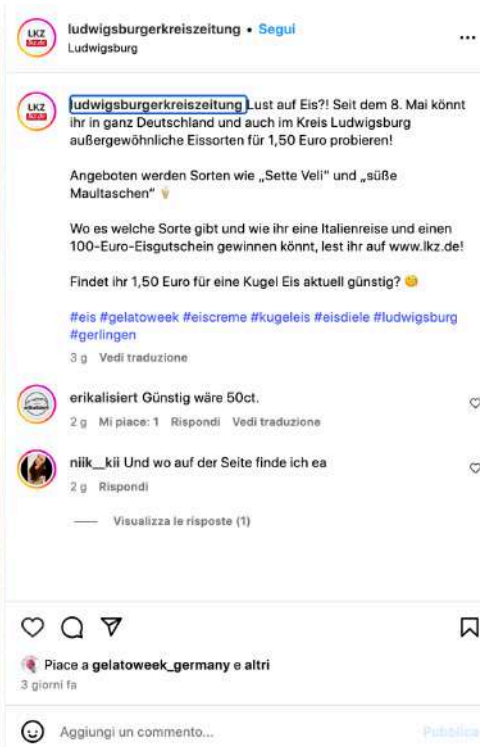 LKZ
lkz.de
ludwigsburgerkreiszeitung • Segui
Ludwigsburg
LKZ
lkz.de
ludwigsburgerkreiszeitung Lust auf Eis?! Seit dem 8. Mai könnt
ihr in ganz Deutschland und auch im Kreis Ludwigsburg
außergewöhnliche Eissorten für 1,50 Euro probieren!
Angeboten werden Sorten wie „Sette Veli“ und „süße
Maultaschen“ 🍦
Wo es welche Sorte gibt und wie ihr eine Italienreise und einen
100-Euro-Eisgutschein gewinnen könnt, lest ihr auf www.lkz.de!
Findet ihr 1,50 Euro für eine Kugel Eis aktuell günstig? 🧐
#eis #gelatoweek #eiscreme #kugeleis #eisdiele #ludwigsburg
#gerlingen
3 g Vedi traduzione
erikalisiert Günstig wäre 50ct.
2 g Mi piace: 1 Rispondi Vedi traduzione
niik__kii Und wo auf der Seite finde ich ea
2 g Rispondi
Visualizza le risposte (1)
Piace a gelatoweek_germany e altri
3 giorni fa
Aggiungi un commento...
Pubblica